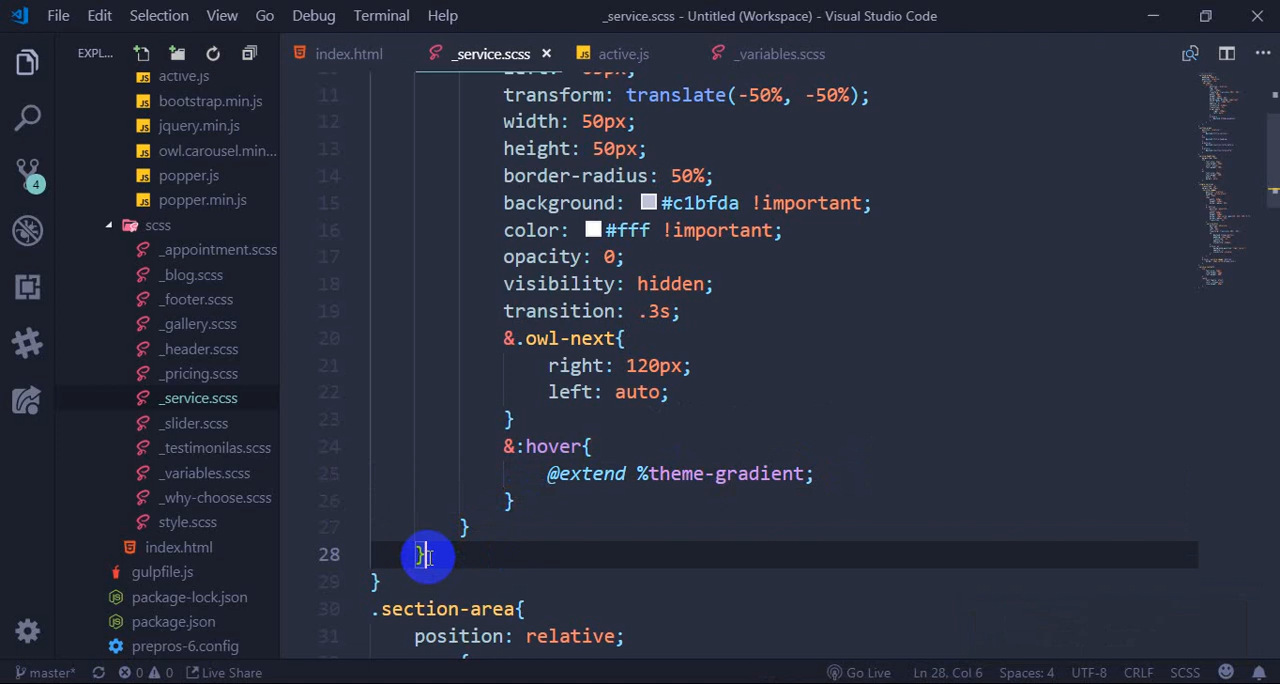 File Edit Selection View Go Debug Terminal Help
_service.scss - Untitled (Workspace) - Visual Studio Code
EXPL...
index.html
_service.scss
active.js
_variables.scss
active.js
bootstrap.min.js
jquery.min.js
owl.carousel.min...
popper.js
popper.min.js
scss
_appointment.scss
_blog.scss
_footer.scss
_gallery.scss
_header.scss
_pricing.scss
_service.scss
_slider.scss
_testimonilas.scss
_variables.scss
_why-choose.scss
style.scss
index.html
gulpfile.js
package-lock.json
package.json
prepros-6.config
4
11 transform: translate(-50%, -50%);
12 width: 50px;
13 height: 50px;
14 border-radius: 50%;
15 background: #c1bfda !important;
16 color: #fff !important;
17 opacity: 0;
18 visibility: hidden;
19 transition: .3s;
20 &.owl-next{
21 right: 120px;
22 left: auto;
23 }
24 &:hover{
25 @extend %theme-gradient;
26 }
27 }
28 }
29 }
30 .section-area{
31 position: relative;
master* 0 0 Live Share
Go Live Ln 28, Col 6 Spaces: 4 UTF-8 CRLF SCSS